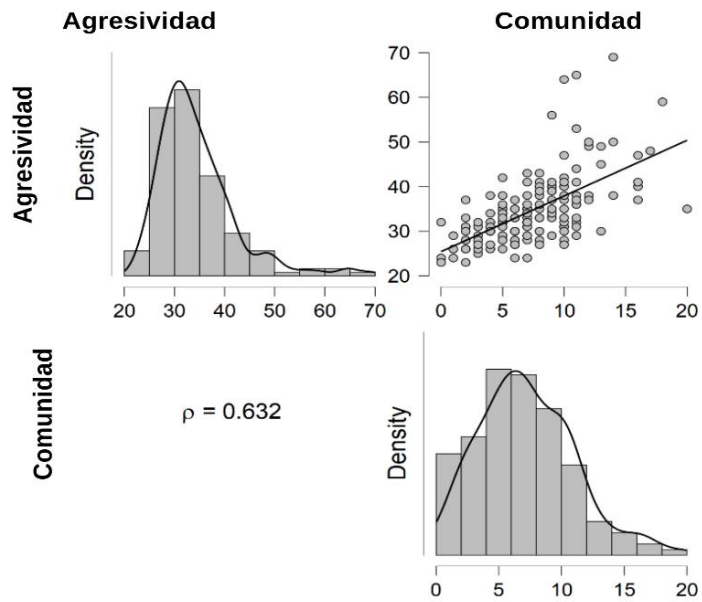 Agresividad Comunidad
Agresividad
Density
70
60
50
40
30
20
20 30 40 50 60 70
0 5 10 15 20
Comunidad
ρ = 0.632
Density
0 5 10 15 20